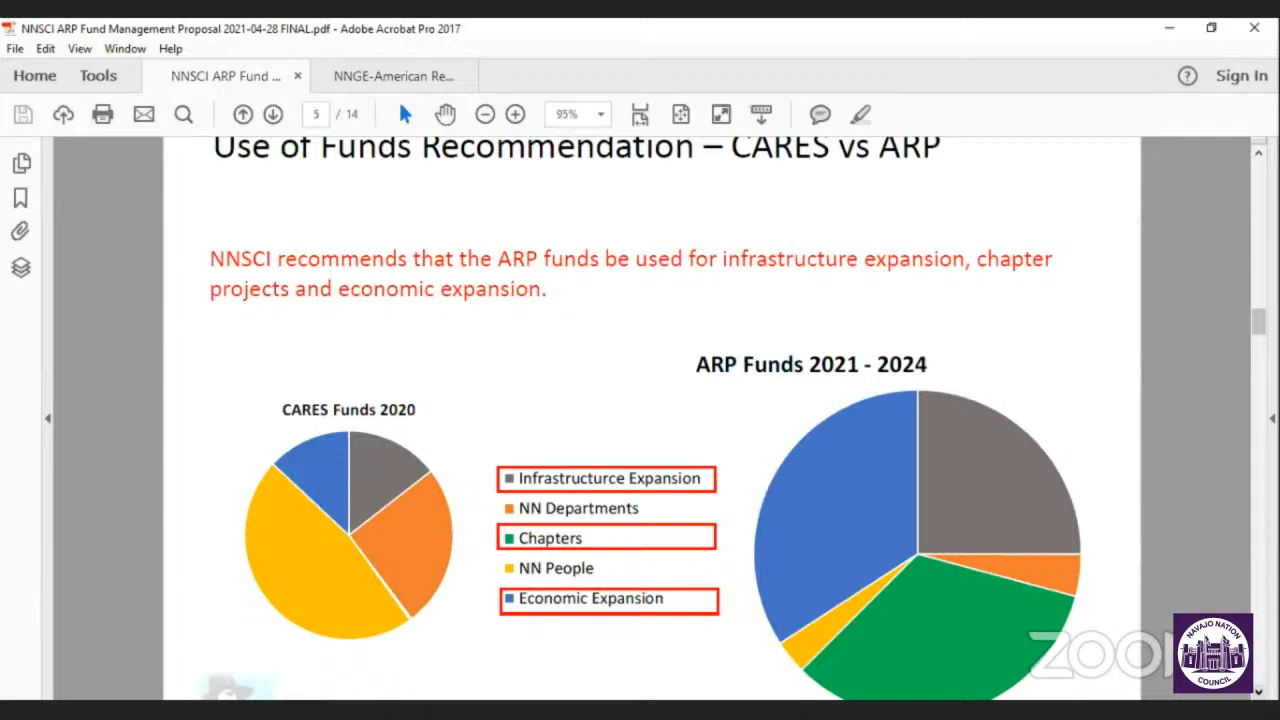 NNSCI ARP Fund Management Proposal 2021-04-28 FINAL.pdf - Adobe Acrobat Pro 2017
File Edit View Window Help
Home Tools NNSCI ARP Fund ... × NNGE-American Re... ? Sign In
5 / 14 95%
Use of Funds Recommendation – CARES vs ARP
NNSCI recommends that the ARP funds be used for infrastructure expansion, chapter
projects and economic expansion.
ARP Funds 2021 - 2024
CARES Funds 2020
Infrastructurce Expansion
NN Departments
Chapters
NN People
Economic Expansion
ZOOM
NAVAJO NATION
COUNCIL